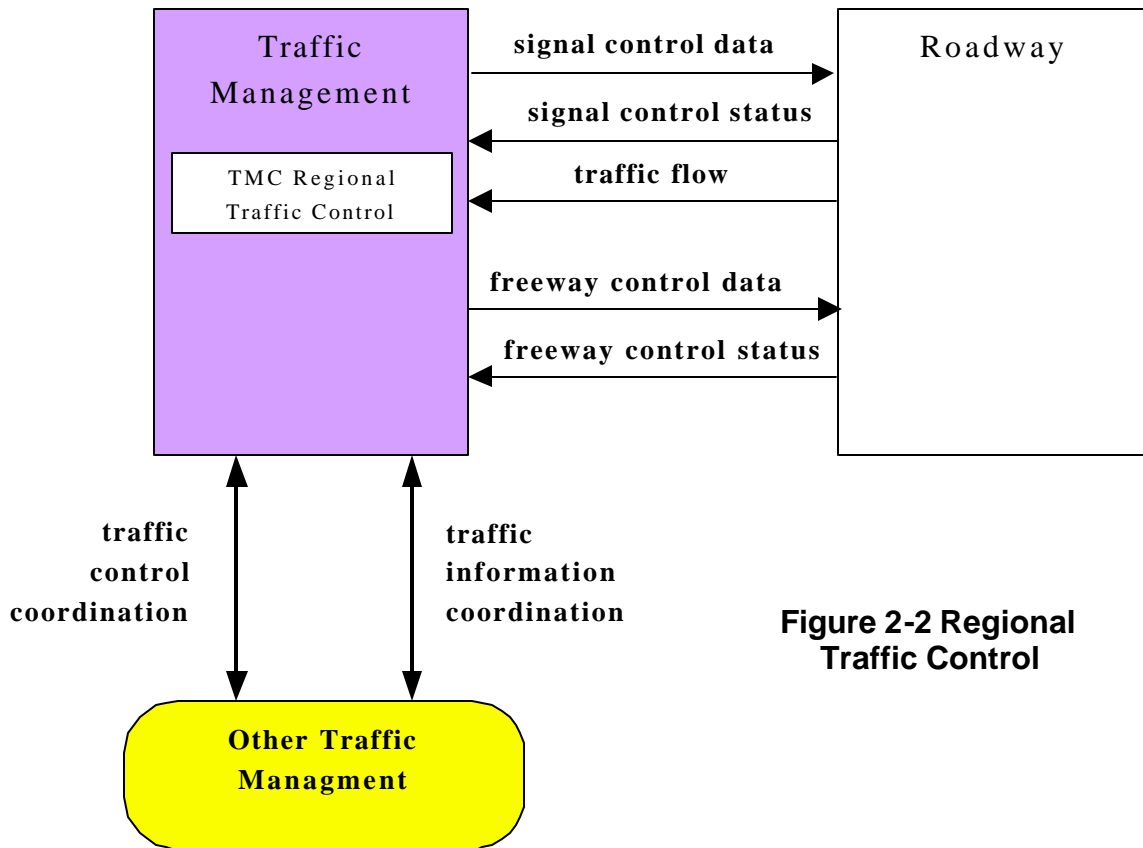 Traffic
Management
TMC Regional
Traffic Control
signal control data
signal control status
traffic flow
freeway control data
freeway control status
Roadway
traffic
control
coordination
traffic
information
coordination
Figure 2-2 Regional
Traffic Control
Other Traffic
Managment